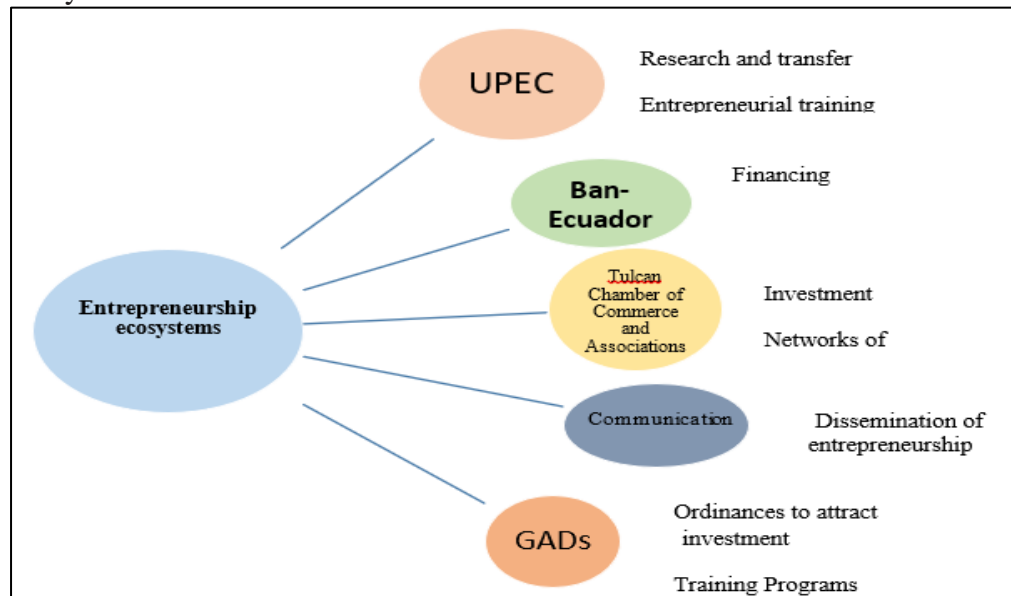 UPEC
Research and transfer
Entrepreneurial training
Ban-
Ecuador
Financing
Entrepreneurship
ecosystems
Tulcan
Chamber of
Commerce
and
Associations
Investment
Networks of
Communication
Dissemination of
entrepreneurship
GADs
Ordinances to attract
investment
Training Programs